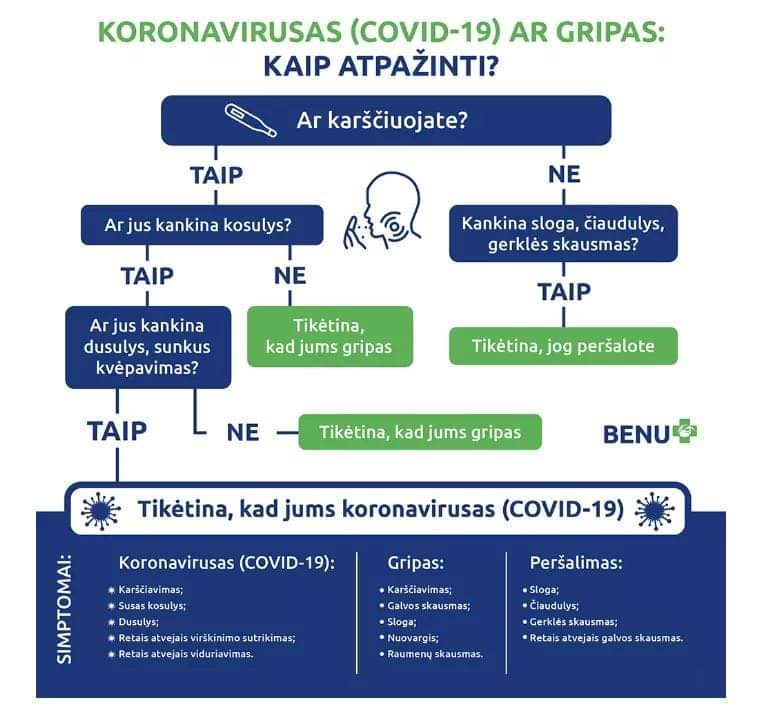 KORONAVIRUSAS (COVID-19) AR GRIPAS:
KAIP ATPAŽINTI?
Ar karščiuojate?
TAIP
NE
Ar jus kankina kosulys?
Kankina sloga, čiaudulys,
gerklės skausmas?
TAIP
NE
TAIP
Ar jus kankina
dusulys, sunkus
kvėpavimas?
Tikėtina,
kad jums gripas
Tikėtina, jog peršalote
TAIP
NE
Tikėtina, kad jums gripas
BENU
Tikėtina, kad jums koronavirusas (COVID-19)
SIMPTOMAI:
Koronavirusas (COVID-19):
Karščiavimas;
Susas kosulys;
Dusulys;
Retais atvejais virškinimo sutrikimas;
Retais atvejais viduriavimas.
Gripas:
Karščiavimas;
Galvos skausmas;
Sloga;
Nuovargis;
Raumenų skausmas.
Peršalimas:
Sloga;
Čiaudulys;
Gerklės skausmas;
Retais atvejais galvos skausmas.